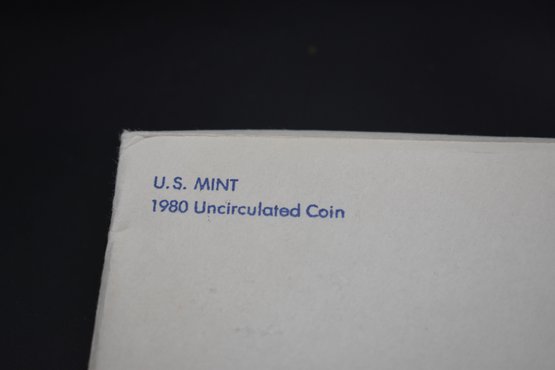 U.S. MINT
1980 Uncirculated Coin